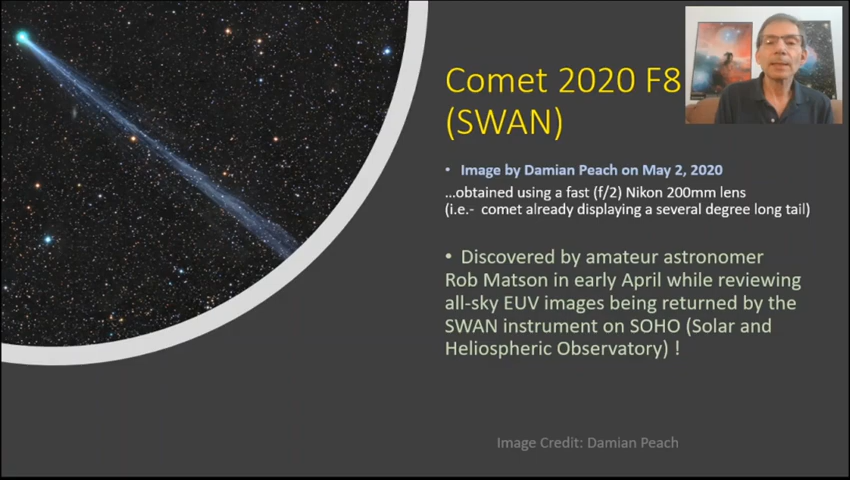 Comet 2020 F8
(SWAN)
• Image by Damian Peach on May 2, 2020
...obtained using a fast (f/2) Nikon 200mm lens
(i.e.- comet already displaying a several degree long tail)
• Discovered by amateur astronomer
Rob Matson in early April while reviewing
all-sky EUV images being returned by the
SWAN instrument on SOHO (Solar and
Heliospheric Observatory) !
Image Credit: Damian Peach